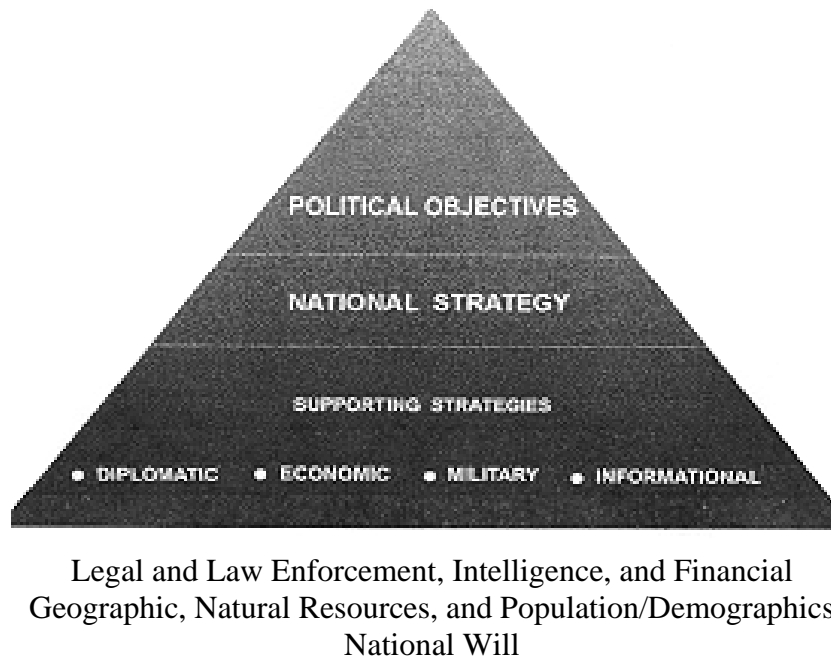 POLITICAL OBJECTIVES
NATIONAL STRATEGY
SUPPORTING STRATEGIES
• DIPLOMATIC • ECONOMIC • MILITARY • INFORMATIONAL
Legal and Law Enforcement, Intelligence, and Financial
Geographic, Natural Resources, and Population/Demographics
National Will